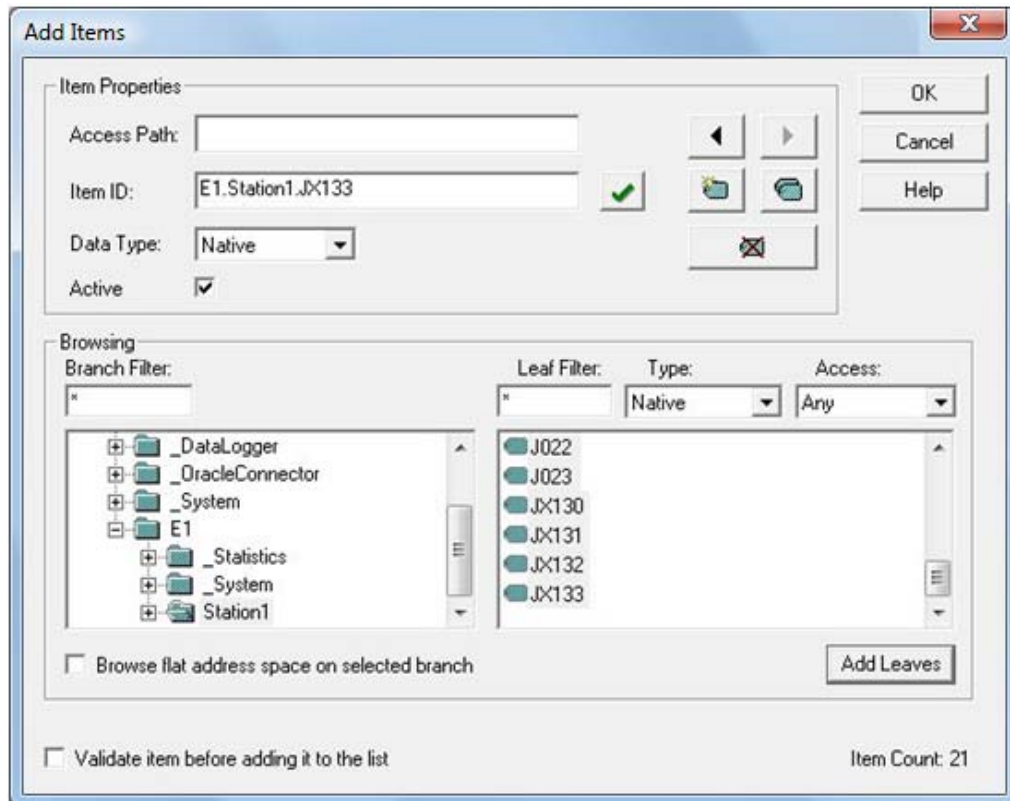 Add Items
Item Properties
OK
Access Path:
Cancel
Item ID: E1.Station1.JX133
Help
Data Type: Native
Active
Browsing
Branch Filter: Leaf Filter: Type: Access:
* * Native Any
_DataLogger
_OracleConnector
_System
E1
_Statistics
_System
Station1
J022
J023
JX130
JX131
JX132
JX133
Browse flat address space on selected branch
Add Leaves
Validate item before adding it to the list
Item Count: 21